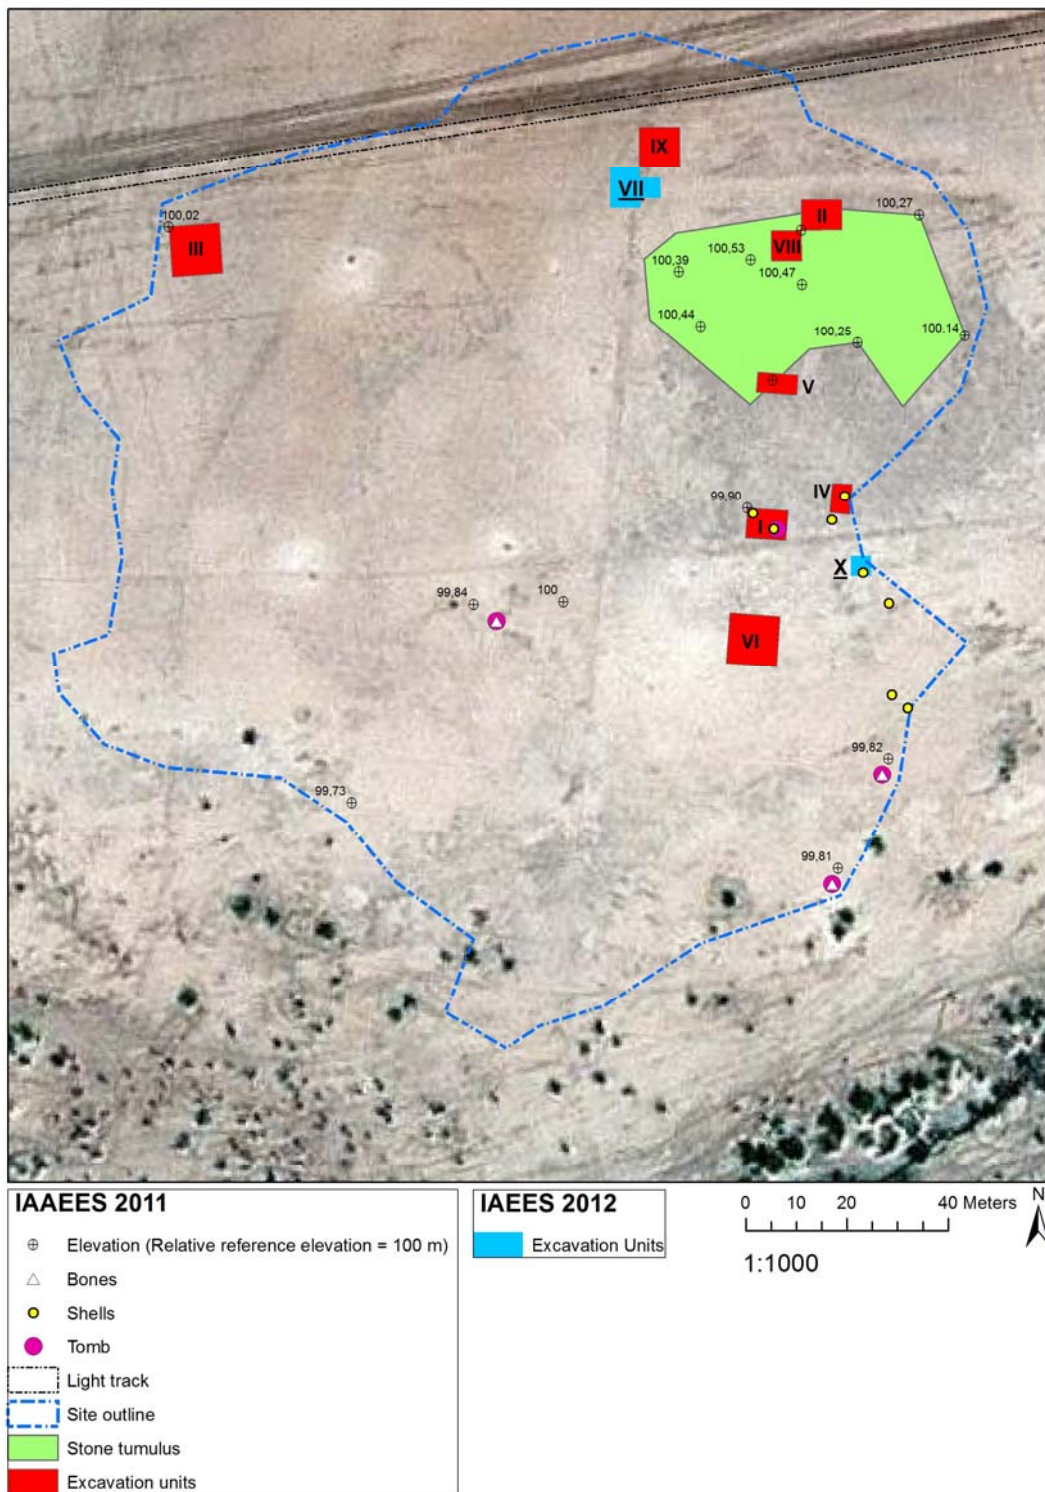 IX
VII
100,02
III
II
100,27
VIII
100,53
100,39
100,47
100,44
100,25
100.14
V
IV
99,90
I
X
99,84
100
VI
99,82
99,73
99,81
IAAEES 2011
Elevation (Relative reference elevation = 100 m)
Bones
Shells
Tomb
Light track
Site outline
Stone tumulus
Excavation units
IAEES 2012
Excavation Units
0 10 20 40 Meters
1:1000
N